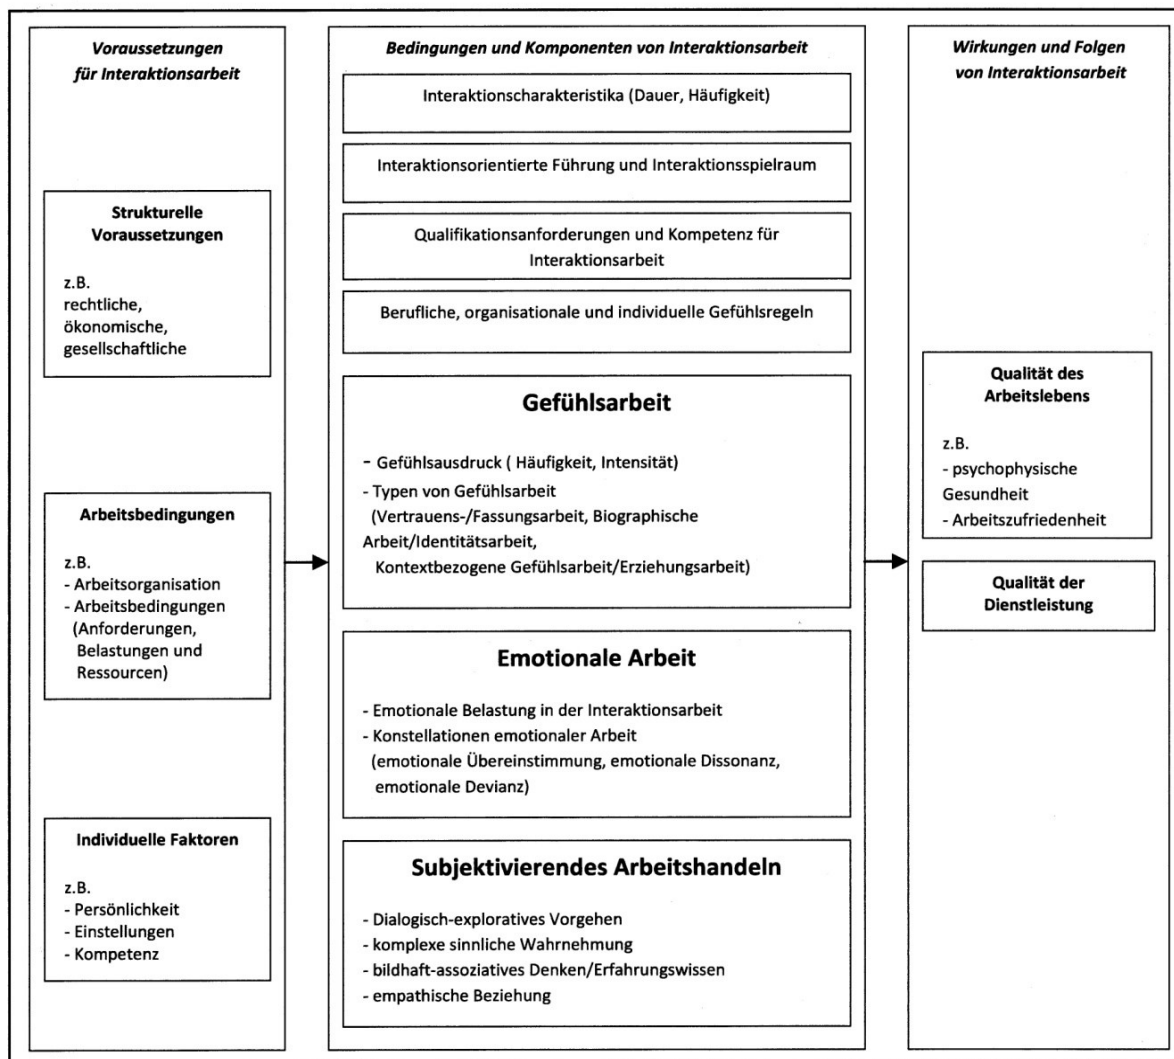 Voraussetzungen
für Interaktionsarbeit
Strukturelle
Voraussetzungen
z.B.
rechtliche,
ökonomische,
gesellschaftliche
Arbeitsbedingungen
z.B.
- Arbeitsorganisation
- Arbeitsbedingungen
(Anforderungen,
Belastungen und
Ressourcen)
Individuelle Faktoren
z.B.
- Persönlichkeit
- Einstellungen
- Kompetenz
Bedingungen und Komponenten von Interaktionsarbeit
Interaktionscharakteristika (Dauer, Häufigkeit)
Interaktionsorientierte Führung und Interaktionsspielraum
Qualifikationsanforderungen und Kompetenz für
Interaktionsarbeit
Berufliche, organisationale und individuelle Gefühlsregeln
Gefühlsarbeit
- Gefühlsausdruck ( Häufigkeit, Intensität)
- Typen von Gefühlsarbeit
(Vertrauens-/Fassungsarbeit, Biographische
Arbeit/Identitätsarbeit,
Kontextbezogene Gefühlsarbeit/Erziehungsarbeit)
Emotionale Arbeit
- Emotionale Belastung in der Interaktionsarbeit
- Konstellationen emotionaler Arbeit
(emotionale Übereinstimmung, emotionale Dissonanz,
emotionale Devianz)
Subjektivierendes Arbeitshandeln
- Dialogisch-exploratives Vorgehen
- komplexe sinnliche Wahrnehmung
- bildhaft-assoziatives Denken/Erfahrungswissen
- empathische Beziehung
Wirkungen und Folgen
von Interaktionsarbeit
Qualität des
Arbeitslebens
z.B.
- psychophysische
Gesundheit
- Arbeitszufriedenheit
Qualität der
Dienstleistung